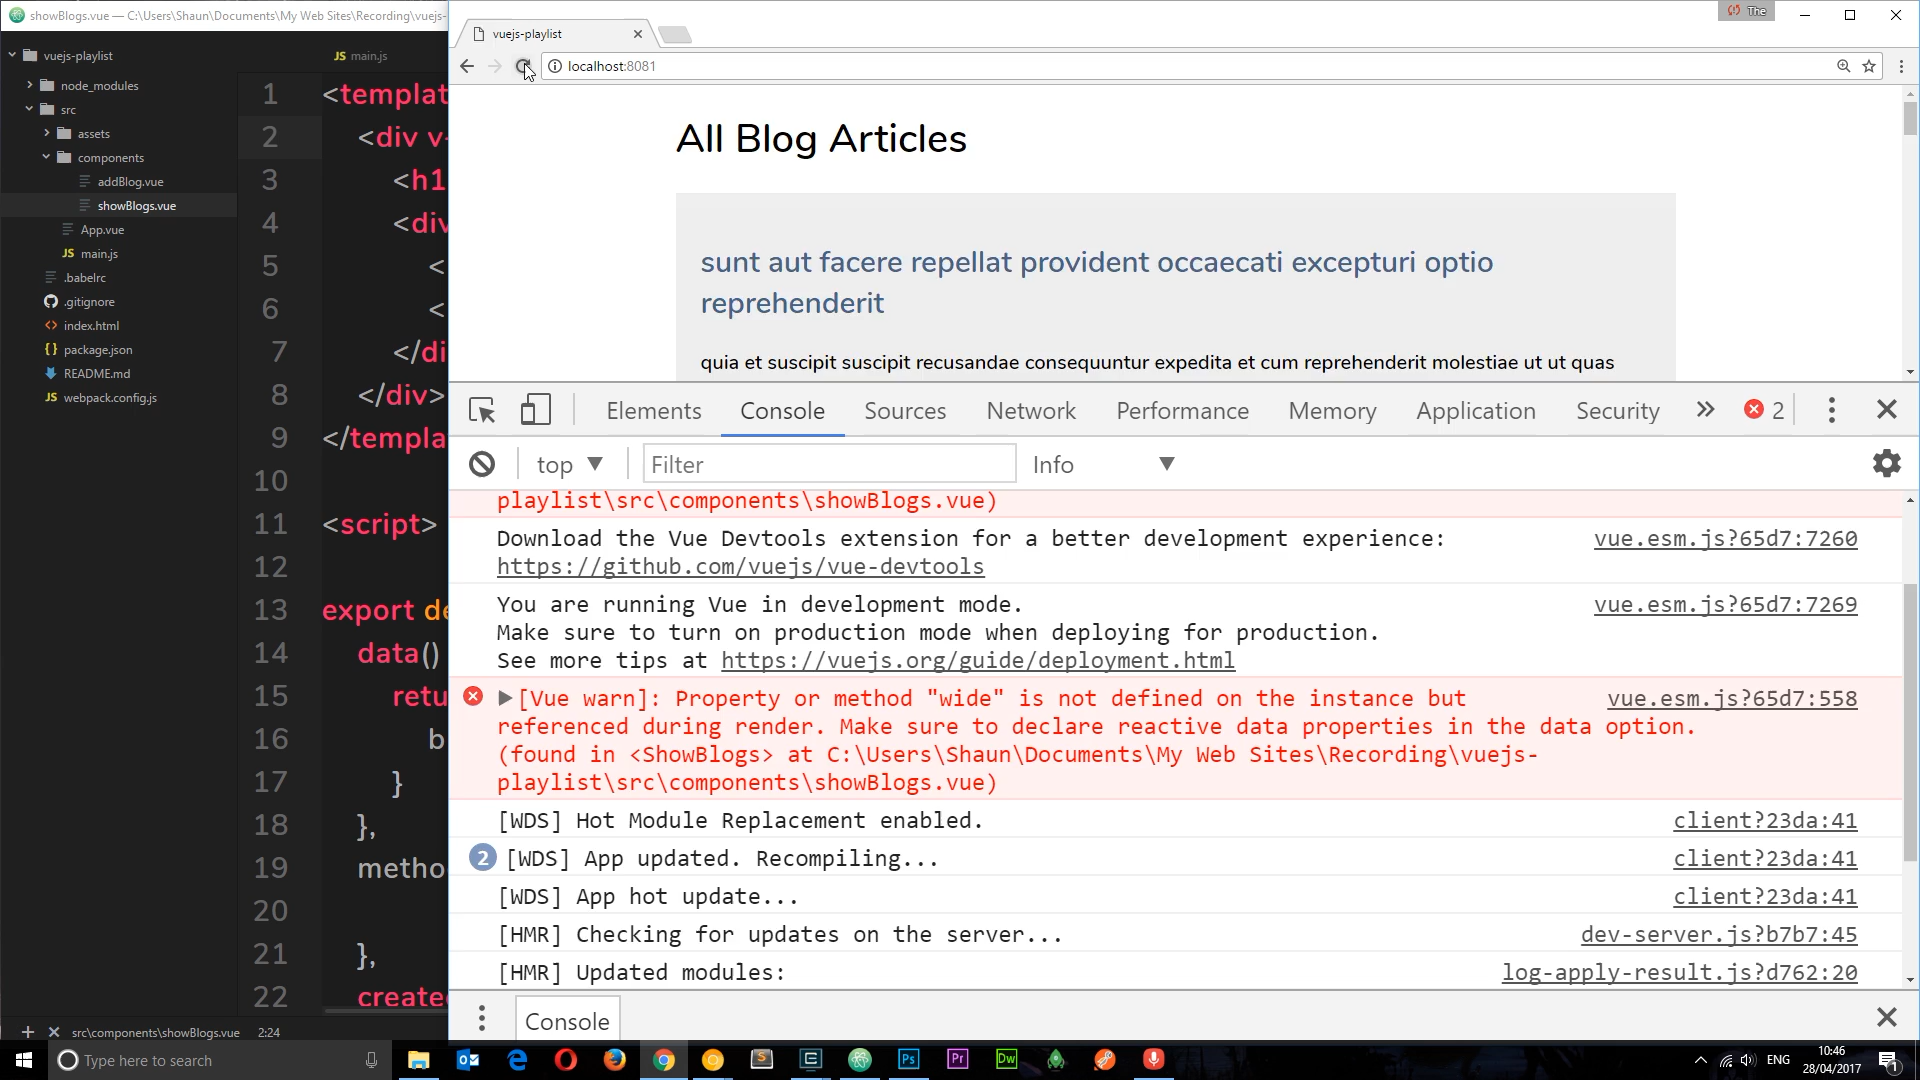 showBlogs.vue — C:\Users\Shaun\Documents\My Web Sites\Recording\vuejs-
vuejs-playlist
node_modules
src
assets
components
addBlog.vue
showBlogs.vue
App.vue
JS main.js
.babelrc
.gitignore
<> index.html
{} package.json
README.md
JS webpack.config.js
JS main.js
1 <templat
2 <div v-
3 <h1
4 <div
5 <
6 <
7 </di
8 </div>
9 </templa
10
11 <script>
12
13 export de
14 data()
15 retu
16 b
17 }
18 },
19 metho
20
21 },
22 created
src\components\showBlogs.vue 2:24
vuejs-playlist
The
localhost:8081
All Blog Articles
sunt aut facere repellat provident occaecati excepturi optio
reprehenderit
quia et suscipit suscipit recusandae consequuntur expedita et cum reprehenderit molestiae ut ut quas
Elements Console Sources Network Performance Memory Application Security » 2
top Filter Info
playlist\src\components\showBlogs.vue)
Download the Vue Devtools extension for a better development experience: vue.esm.js?65d7:7260
https://github.com/vuejs/vue-devtools
You are running Vue in development mode. vue.esm.js?65d7:7269
Make sure to turn on production mode when deploying for production.
See more tips at https://vuejs.org/guide/deployment.html
[Vue warn]: Property or method "wide" is not defined on the instance but vue.esm.js?65d7:558
referenced during render. Make sure to declare reactive data properties in the data option.
(found in <ShowBlogs> at C:\Users\Shaun\Documents\My Web Sites\Recording\vuejs-
playlist\src\components\showBlogs.vue)
[WDS] Hot Module Replacement enabled. client?23da:41
2 [WDS] App updated. Recompiling... client?23da:41
[WDS] App hot update... client?23da:41
[HMR] Checking for updates on the server... dev-server.js?b7b7:45
[HMR] Updated modules: log-apply-result.js?d762:20
Console
Type here to search
Ps
Pr
Dw
ENG
10:46
28/04/2017
1